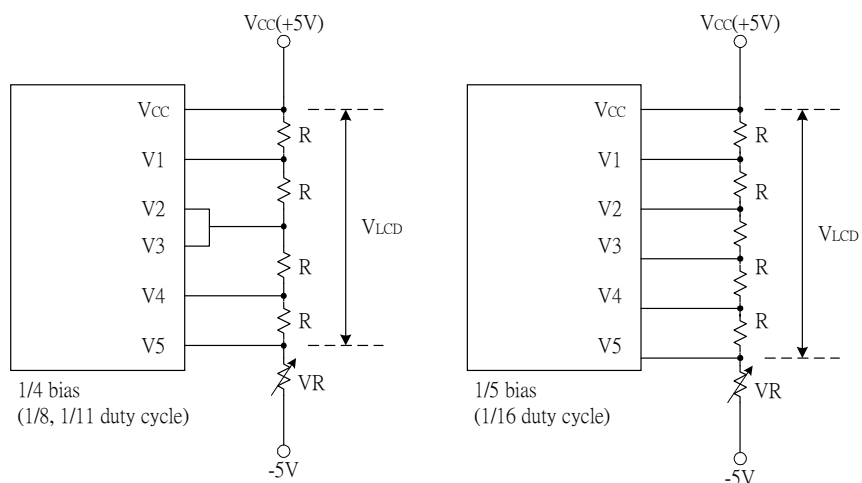 VCC(+5V)
VCC
V1
V2
V3
V4
V5
R
R
R
R
VR
VLCD
-5V
1/4 bias
(1/8, 1/11 duty cycle)
VCC(+5V)
VCC
V1
V2
V3
V4
V5
R
R
R
R
R
VR
VLCD
-5V
1/5 bias
(1/16 duty cycle)